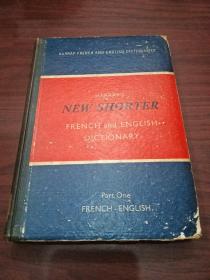 HARRAP FRENCH AND ENGLISH DICTIONARIES
HARRAP'S
NEW SHORTER
FRENCH and ENGLISH
DICTIONARY
Part One
FRENCH-ENGLISH